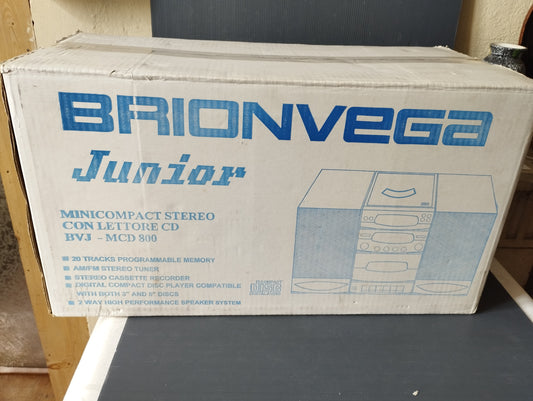 BRIONVEGA
Junior
MINICOMPACT STEREO
CON LETTORE CD
BVJ - MCD 800
20 TRACKS PROGRAMMABLE MEMORY
AM/FM STEREO TUNER
STEREO CASSETTE RECORDER
DIGITAL COMPACT DISC PLAYER COMPATIBLE
WITH BOTH 3" AND 5" DISCS
2 WAY HIGH PERFORMANCE SPEAKER SYSTEM
disc